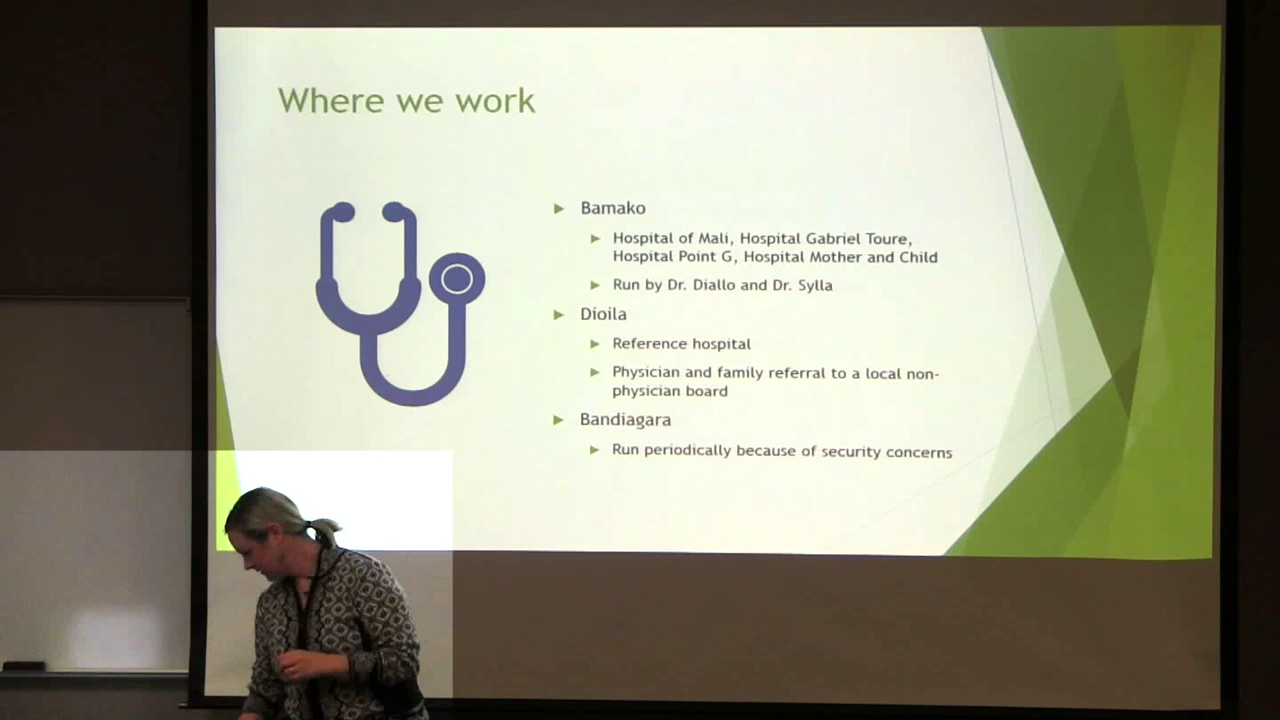 Where we work
Bamako
Hospital of Mali, Hospital Gabriel Toure,
Hospital Point G, Hospital Mother and Child
Run by Dr. Diallo and Dr. Sylla
Dioila
Reference hospital
Physician and family referral to a local non-
physician board
Bandiagara
Run periodically because of security concerns